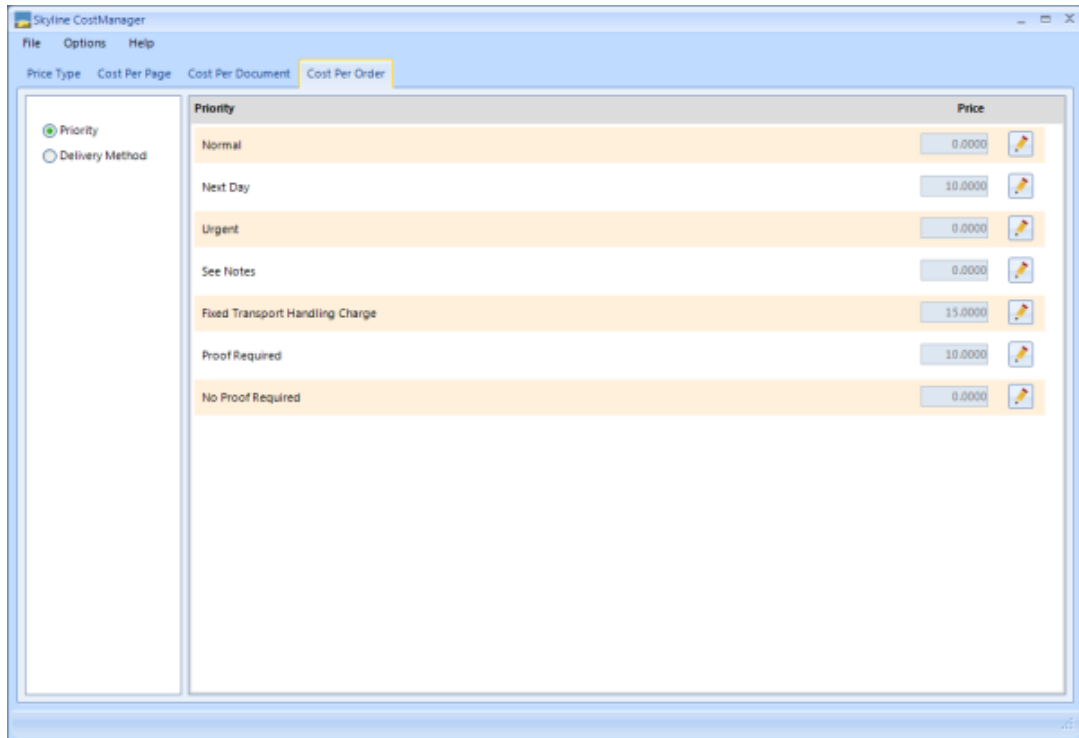 Skyline CostManager
File Options Help
Price Type Cost Per Page Cost Per Document Cost Per Order
Priority Price
Priority
Delivery Method
Normal 0.0000
Next Day 10.0000
Urgent 0.0000
See Notes 0.0000
Fixed Transport Handling Charge 15.0000
Proof Required 10.0000
No Proof Required 0.0000